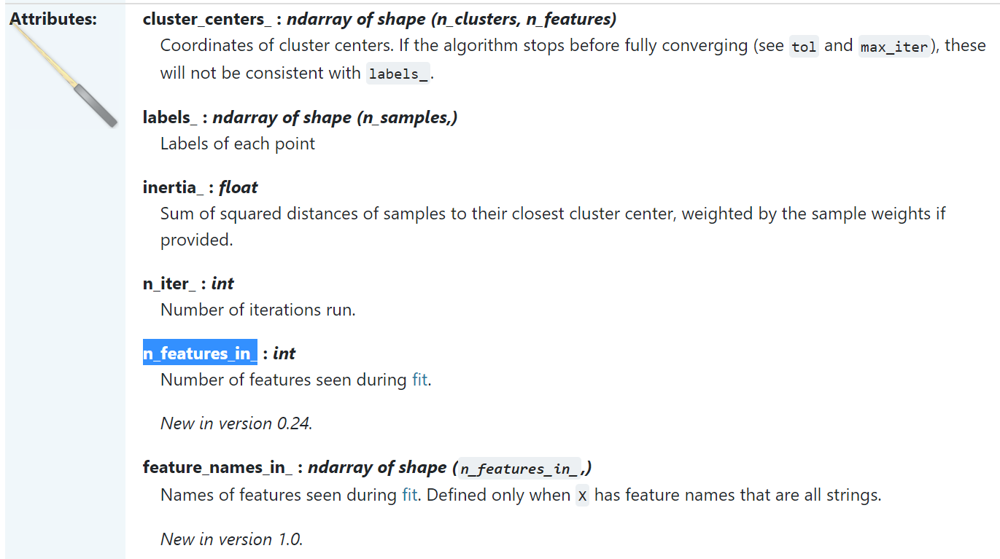 Attributes:
cluster_centers_ : ndarray of shape (n_clusters, n_features)
Coordinates of cluster centers. If the algorithm stops before fully converging (see tol and max_iter), these
will not be consistent with labels_.
labels_ : ndarray of shape (n_samples,)
Labels of each point
inertia_ : float
Sum of squared distances of samples to their closest cluster center, weighted by the sample weights if
provided.
n_iter_ : int
Number of iterations run.
n_features_in_ : int
Number of features seen during fit.
New in version 0.24.
feature_names_in_ : ndarray of shape (n_features_in_,)
Names of features seen during fit. Defined only when X has feature names that are all strings.
New in version 1.0.